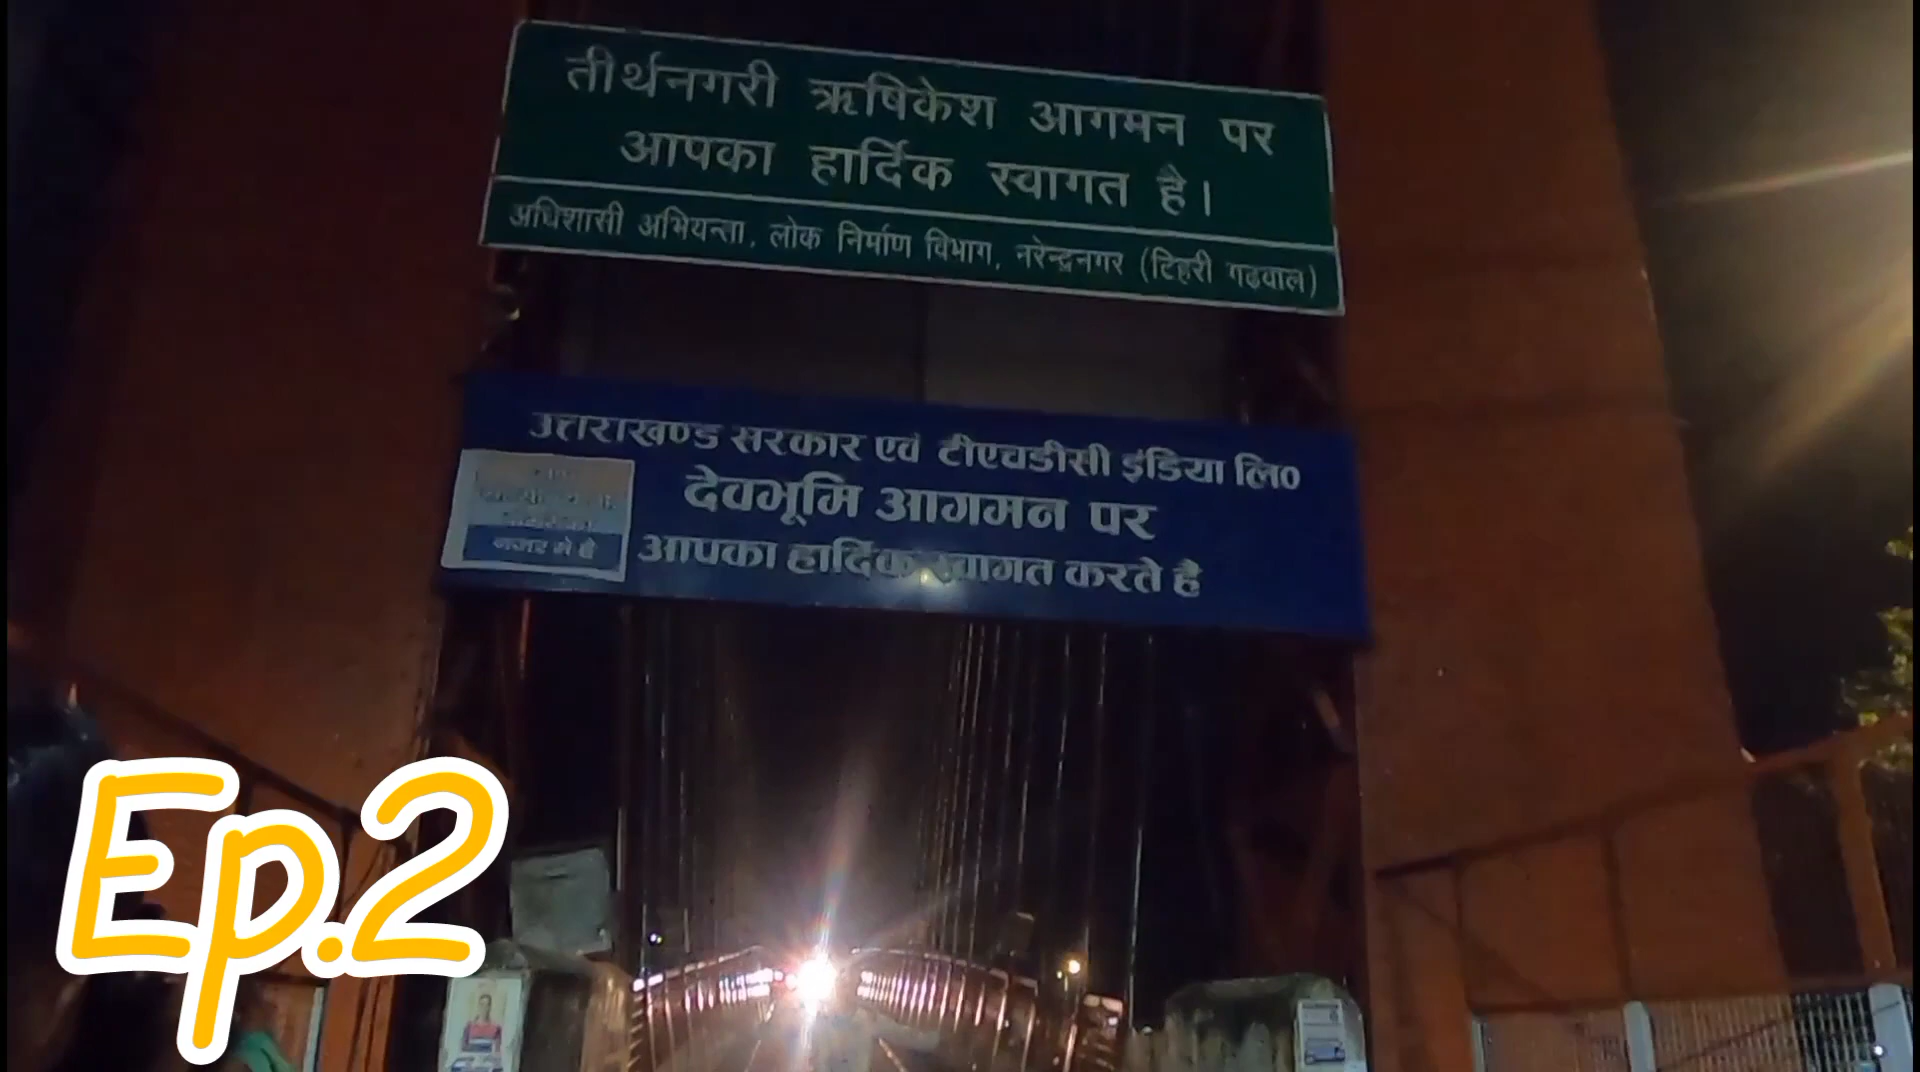 तीर्थनगरी ऋषिकेश आगमन पर
आपका हार्दिक स्वागत है।
अधिशासी अभियन्ता, लोक निर्माण विभाग, नरेन्द्रनगर (टिहरी गढवाल)
उत्तराखण्ड सरकार एवं टीएचडीसी इंडिया लि०
देवभूमि आगमन पर
आपका हार्दिक स्वागत करते है
नजर में है
Ep.2